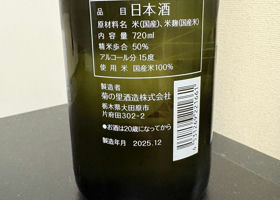 品目 日本酒
原材料名 米(国産)、米麹(国産米)
内容量 720ml
精米歩合 50%
アルコール分 15度
使用米 国産米100%
製造者
菊の里酒造株式会社
栃木県大田原市
片府田302-2
●お酒は20歳になってから
製造年月 2025.12